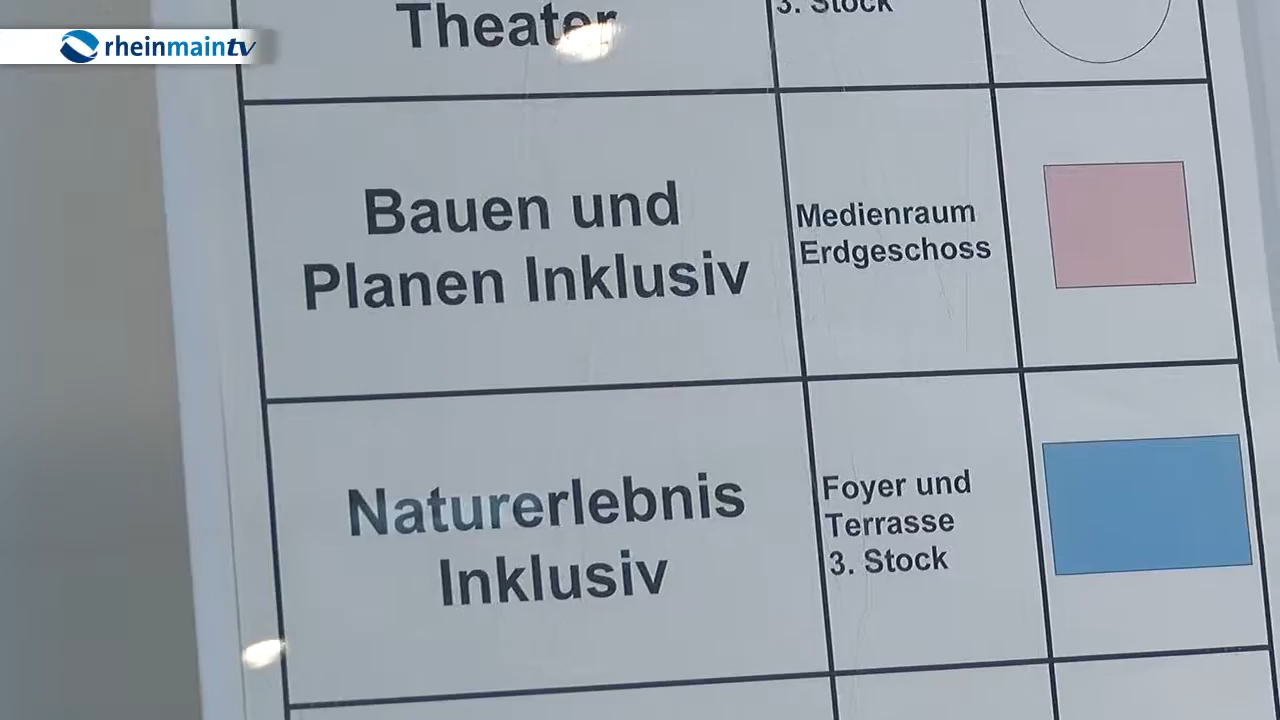 rheinmaintv
Theater
3. Stock
Bauen und
Planen Inklusiv
Medienraum
Erdgeschoss
Naturerlebnis
Inklusiv
Foyer und
Terrasse
3. Stock